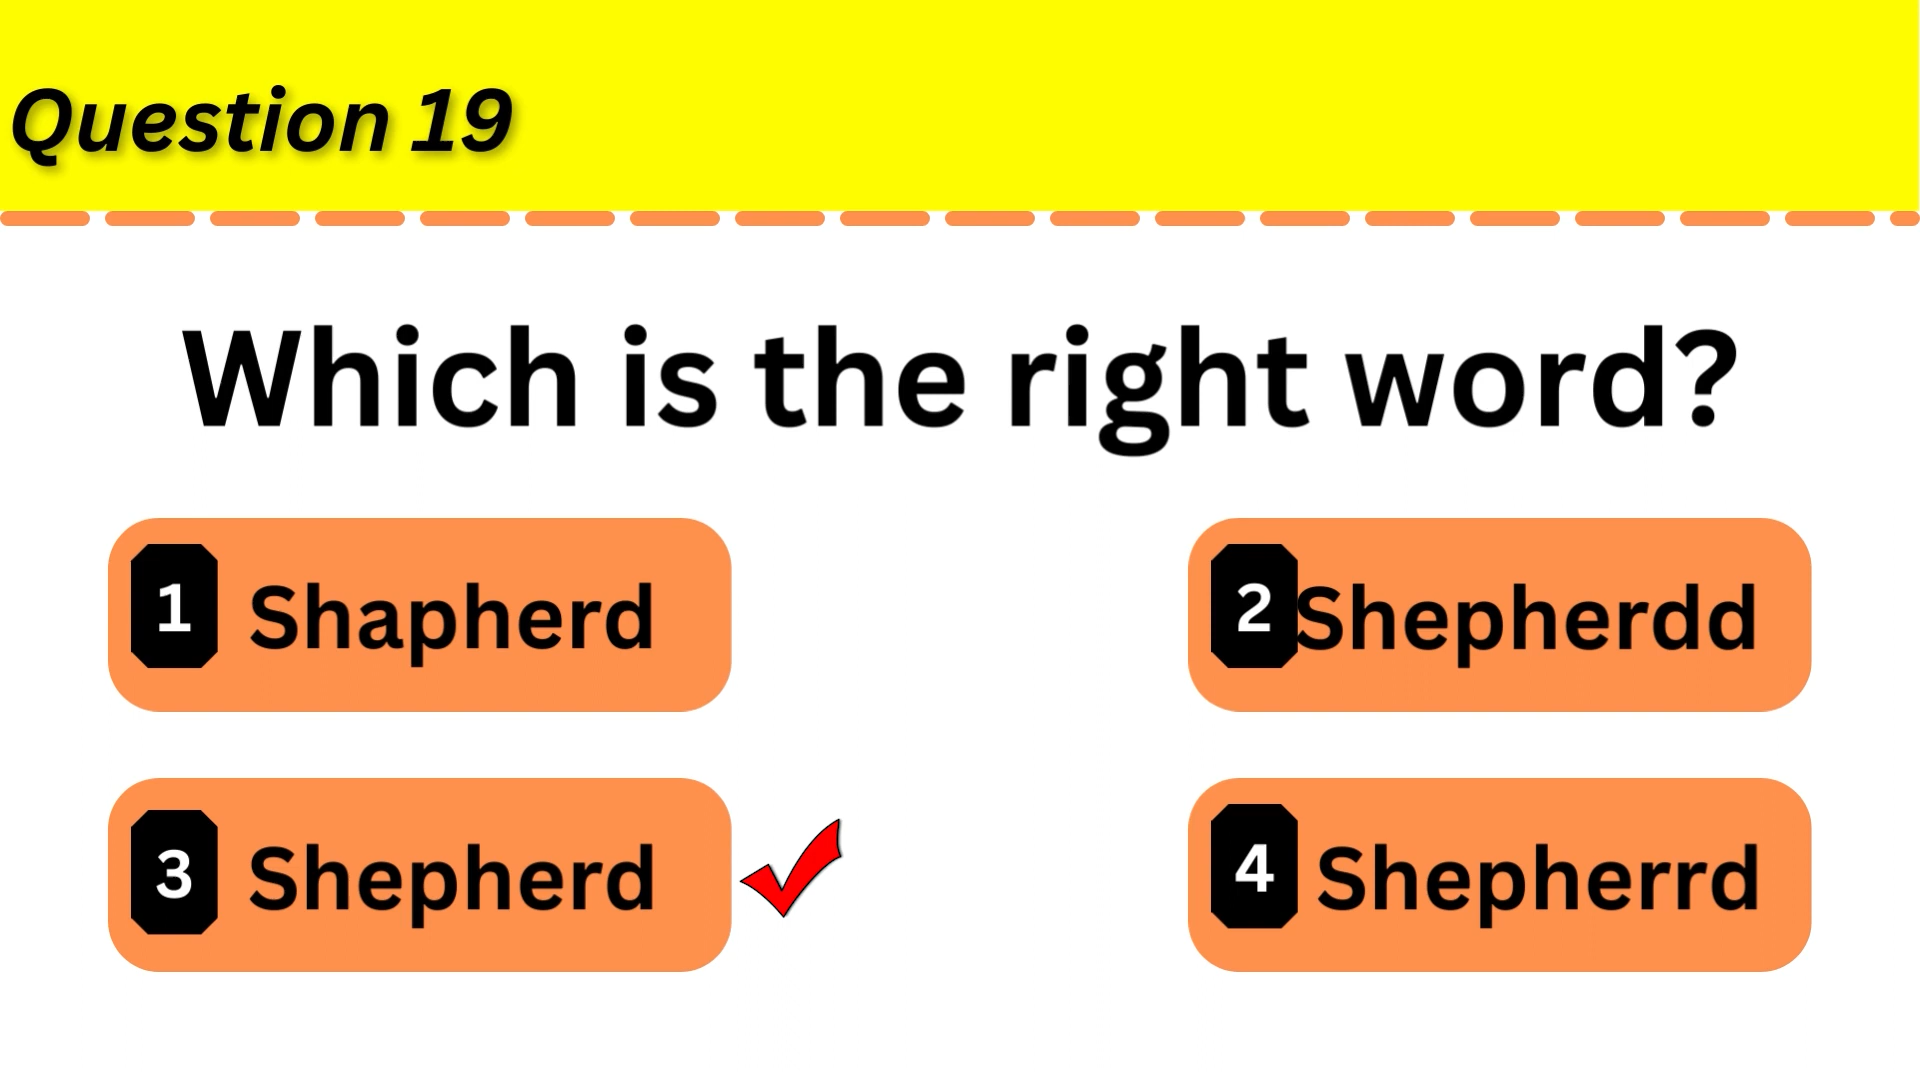 Question 19
Which is the right word?
1 Shapherd
2 Shepherdd
3 Shepherd
4 Shepherrd